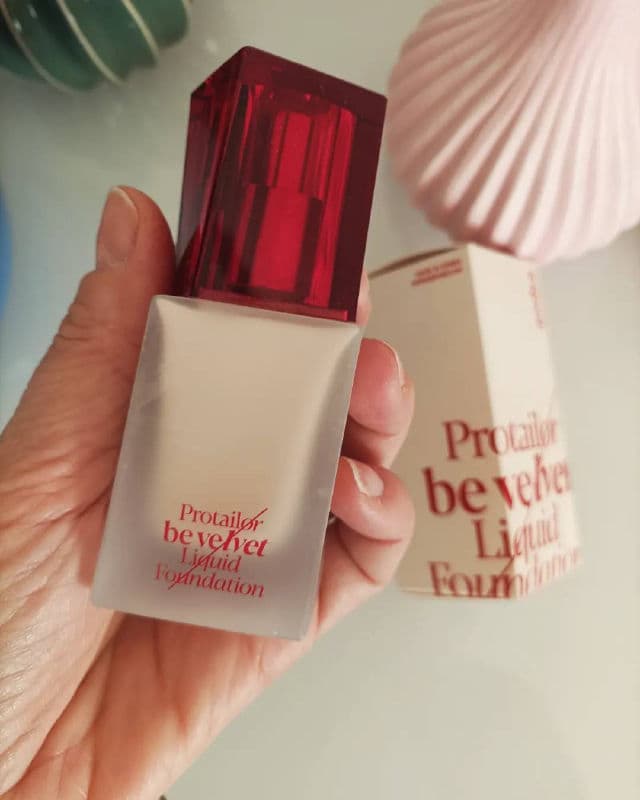 Protailor
be velvet
Liquid
Foundation
Protailor
be velvet
Liquid
Foundation